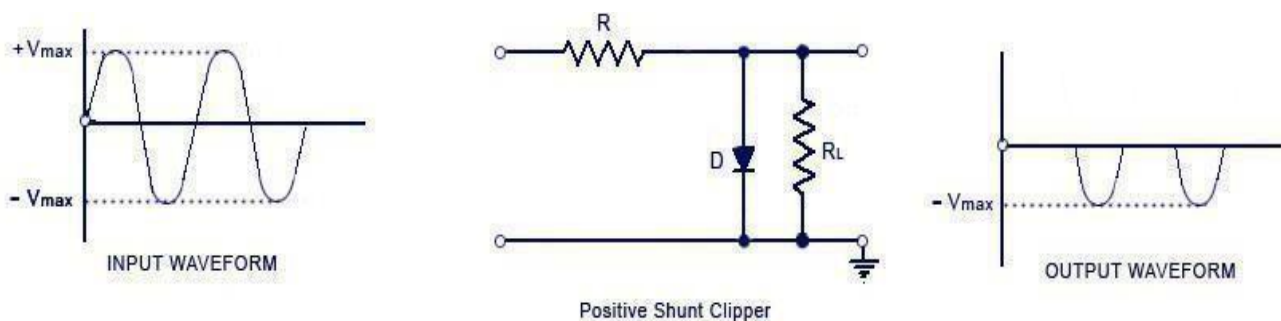 +Vmax
- Vmax
INPUT WAVEFORM
R
D
RL
Positive Shunt Clipper
- Vmax
OUTPUT WAVEFORM